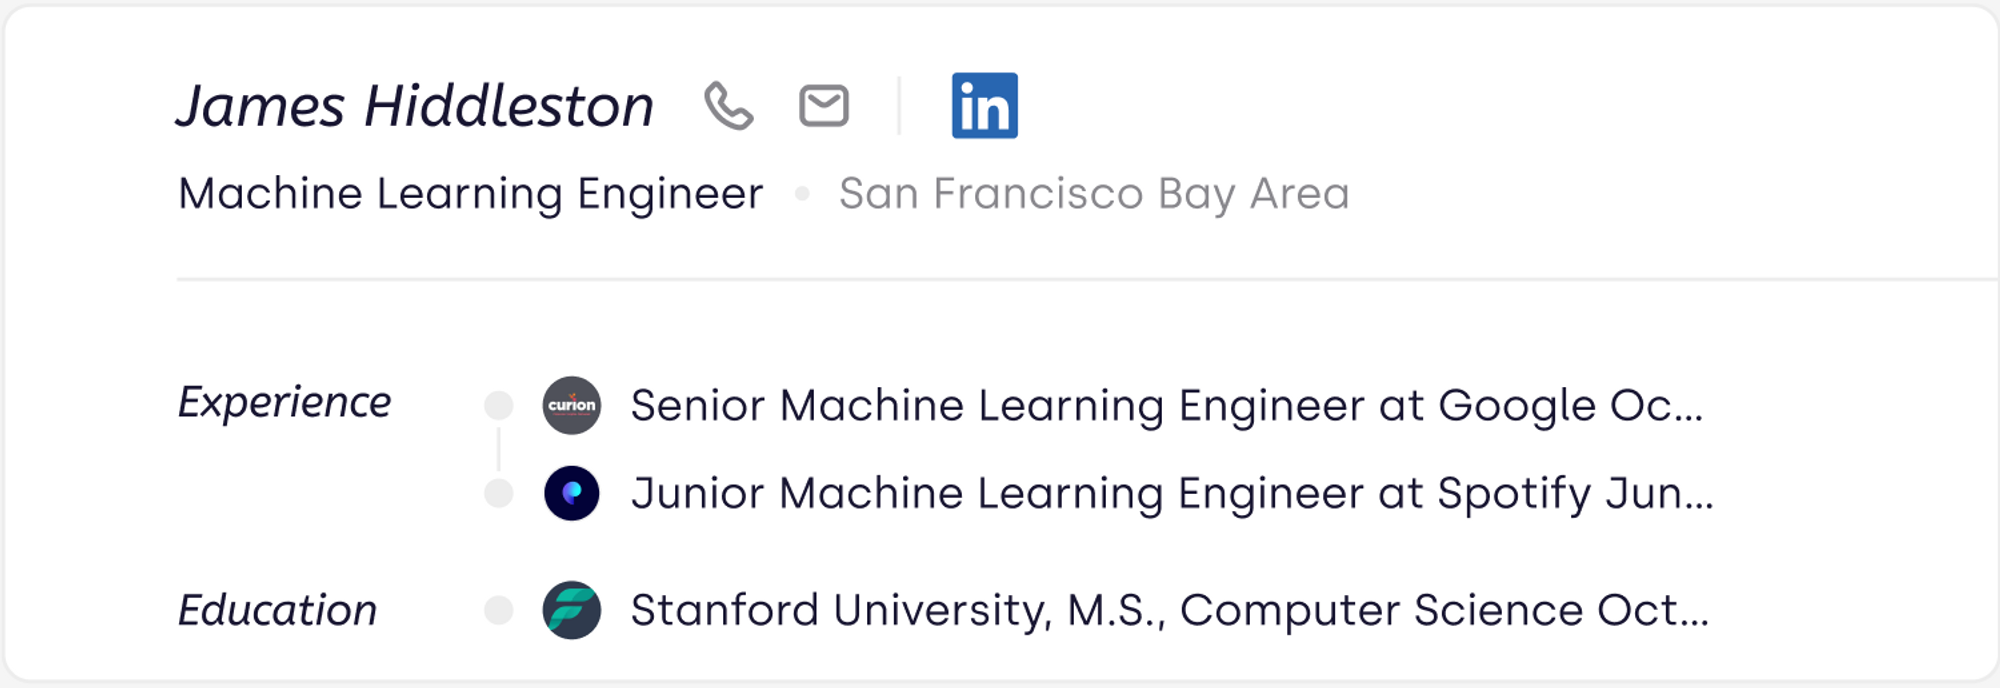 James Hiddleston in
Machine Learning Engineer • San Francisco Bay Area
Experience
curion Senior Machine Learning Engineer at Google Oc...
Junior Machine Learning Engineer at Spotify Jun...
Education
Stanford University, M.S., Computer Science Oct...